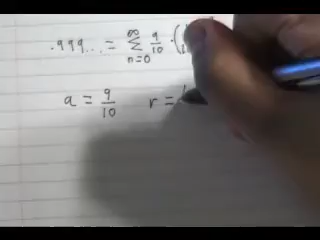 .999... = ∞ Σ n=0 9/10 · (
a = 9/10 r =